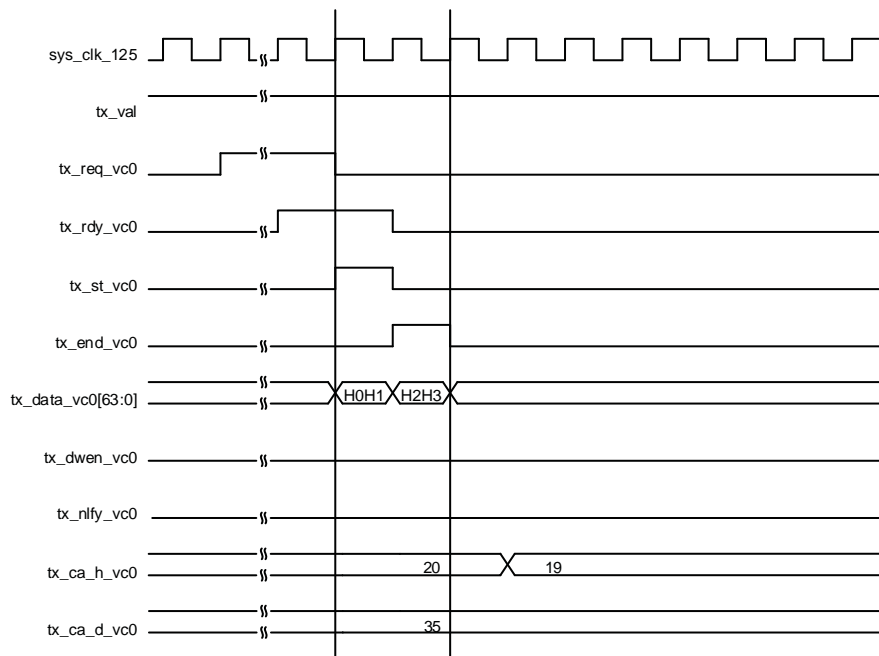 sys_clk_125
tx_val
tx_req_vc0
tx_rdy_vc0
tx_st_vc0
tx_end_vc0
tx_data_vc0[63:0] H0H1 H2H3
tx_dwen_vc0
tx_nlfy_vc0
tx_ca_h_vc0 20 19
tx_ca_d_vc0 35